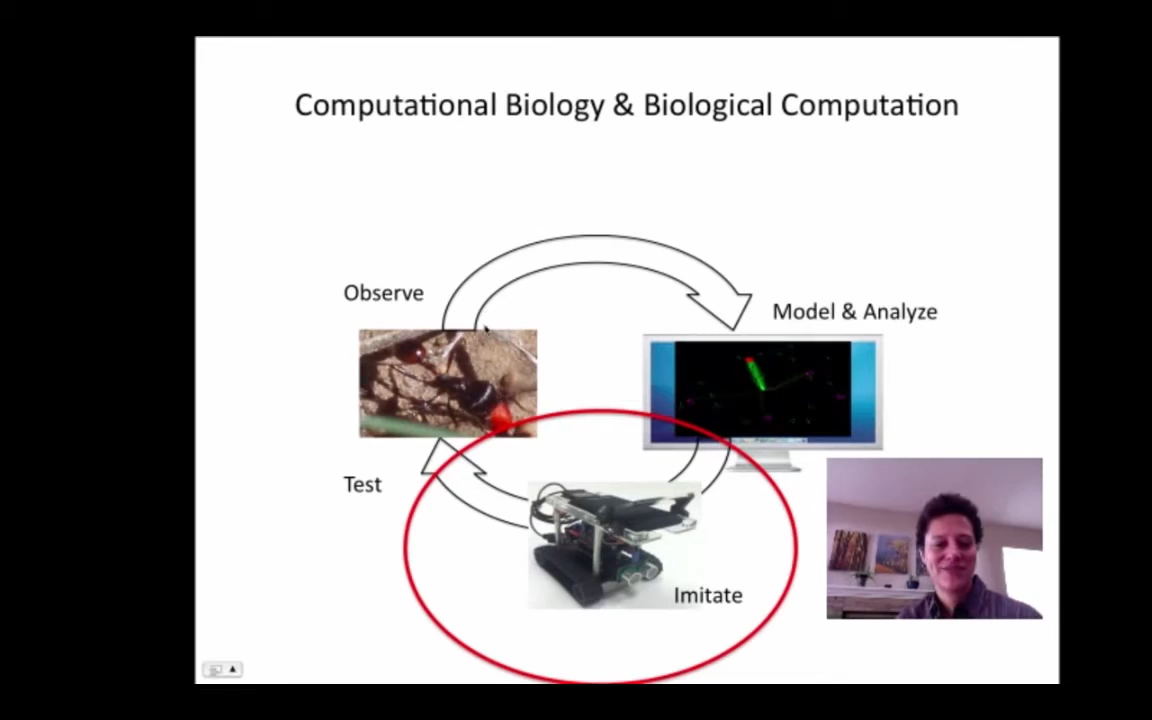 Computational Biology & Biological Computation
Observe
Model & Analyze
Test
Imitate